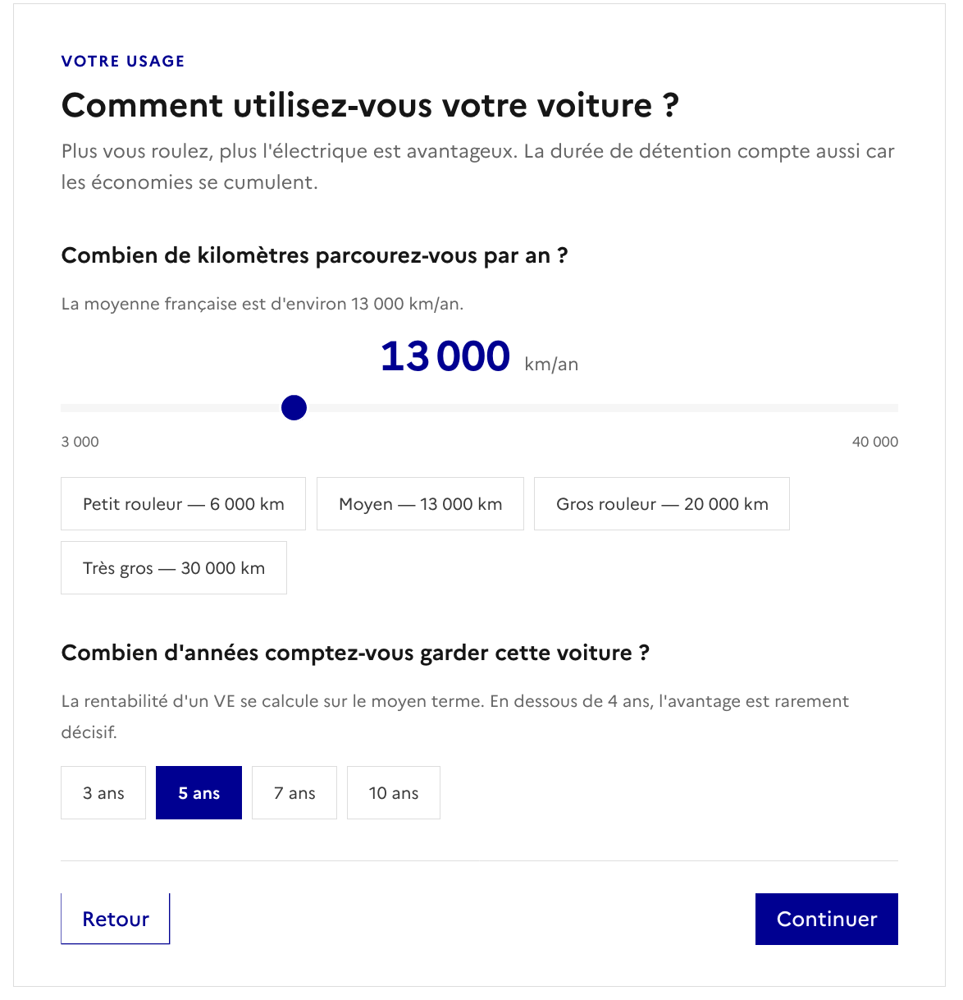 VOTRE USAGE
Comment utilisez-vous votre voiture ?
Plus vous roulez, plus l'électrique est avantageux. La durée de détention compte aussi car
les économies se cumulent.
Combien de kilomètres parcourez-vous par an ?
La moyenne française est d'environ 13 000 km/an.
13 000 km/an
3 000 40 000
Petit rouleur — 6 000 km Moyen — 13 000 km Gros rouleur — 20 000 km
Très gros — 30 000 km
Combien d'années comptez-vous garder cette voiture ?
La rentabilité d'un VE se calcule sur le moyen terme. En dessous de 4 ans, l'avantage est rarement
décisif.
3 ans 5 ans 7 ans 10 ans
Retour Continuer